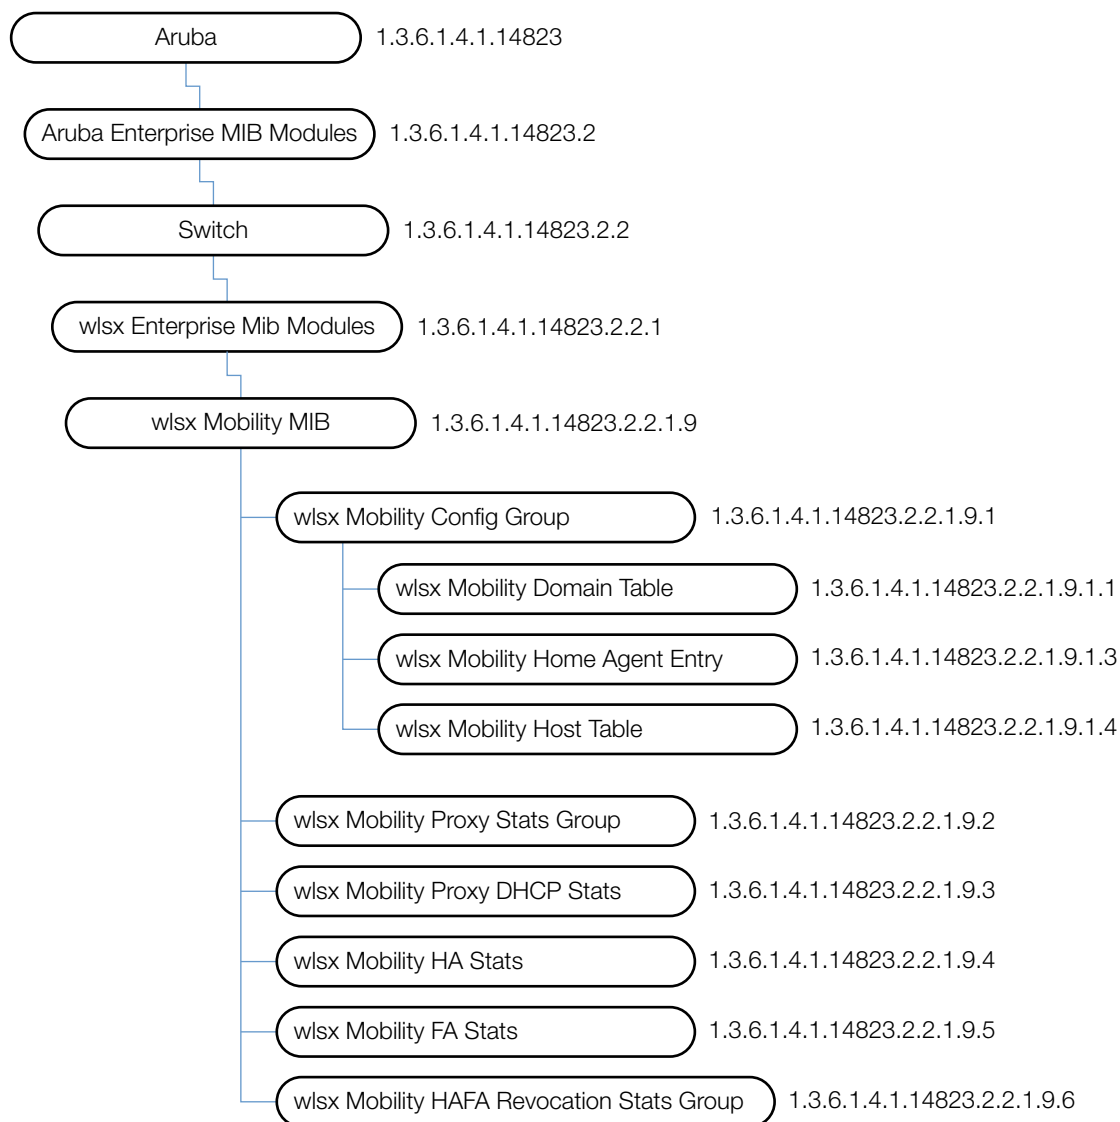 Aruba 1.3.6.1.4.1.14823
Aruba Enterprise MIB Modules 1.3.6.1.4.1.14823.2
Switch 1.3.6.1.4.1.14823.2.2
wlsx Enterprise Mib Modules 1.3.6.1.4.1.14823.2.2.1
wlsx Mobility MIB 1.3.6.1.4.1.14823.2.2.1.9
wlsx Mobility Config Group 1.3.6.1.4.1.14823.2.2.1.9.1
wlsx Mobility Domain Table 1.3.6.1.4.1.14823.2.2.1.9.1.1
wlsx Mobility Home Agent Entry 1.3.6.1.4.1.14823.2.2.1.9.1.3
wlsx Mobility Host Table 1.3.6.1.4.1.14823.2.2.1.9.1.4
wlsx Mobility Proxy Stats Group 1.3.6.1.4.1.14823.2.2.1.9.2
wlsx Mobility Proxy DHCP Stats 1.3.6.1.4.1.14823.2.2.1.9.3
wlsx Mobility HA Stats 1.3.6.1.4.1.14823.2.2.1.9.4
wlsx Mobility FA Stats 1.3.6.1.4.1.14823.2.2.1.9.5
wlsx Mobility HAFA Revocation Stats Group 1.3.6.1.4.1.14823.2.2.1.9.6